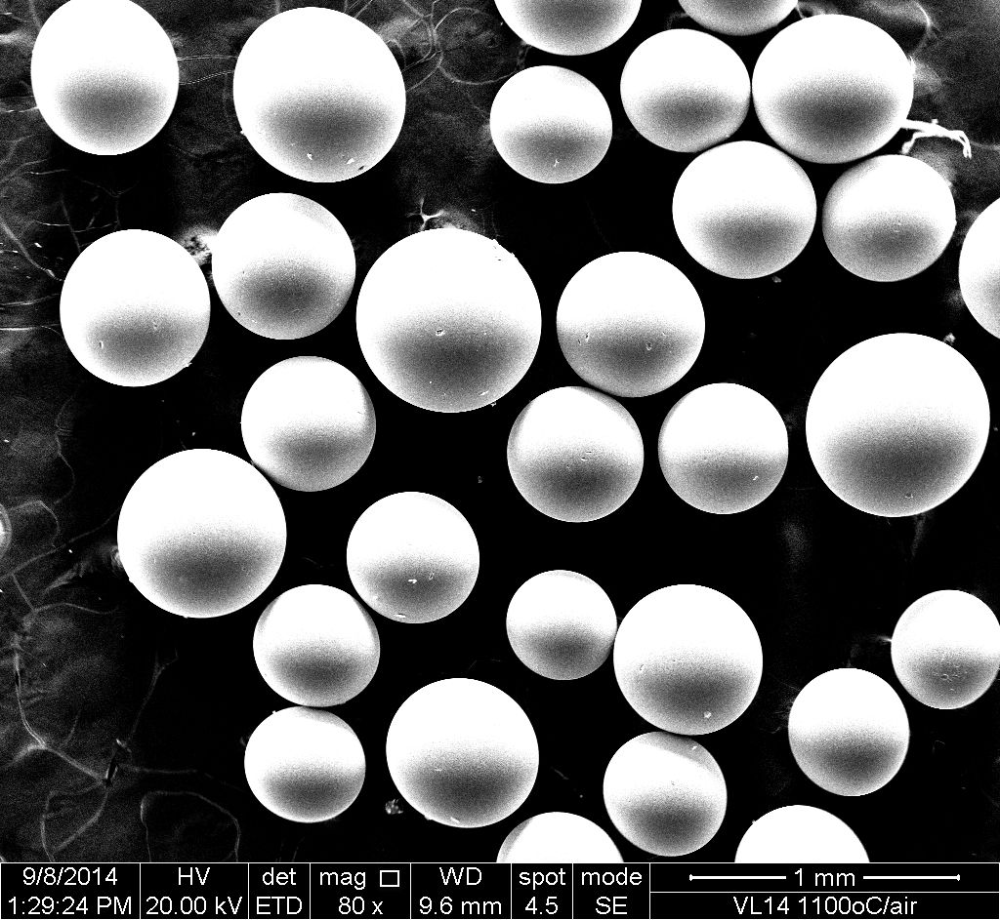 9/8/2014 HV det mag □ WD spot mode 1 mm
1:29:24 PM 20.00 kV ETD 80 x 9.6 mm 4.5 SE VL14 1100oC/air